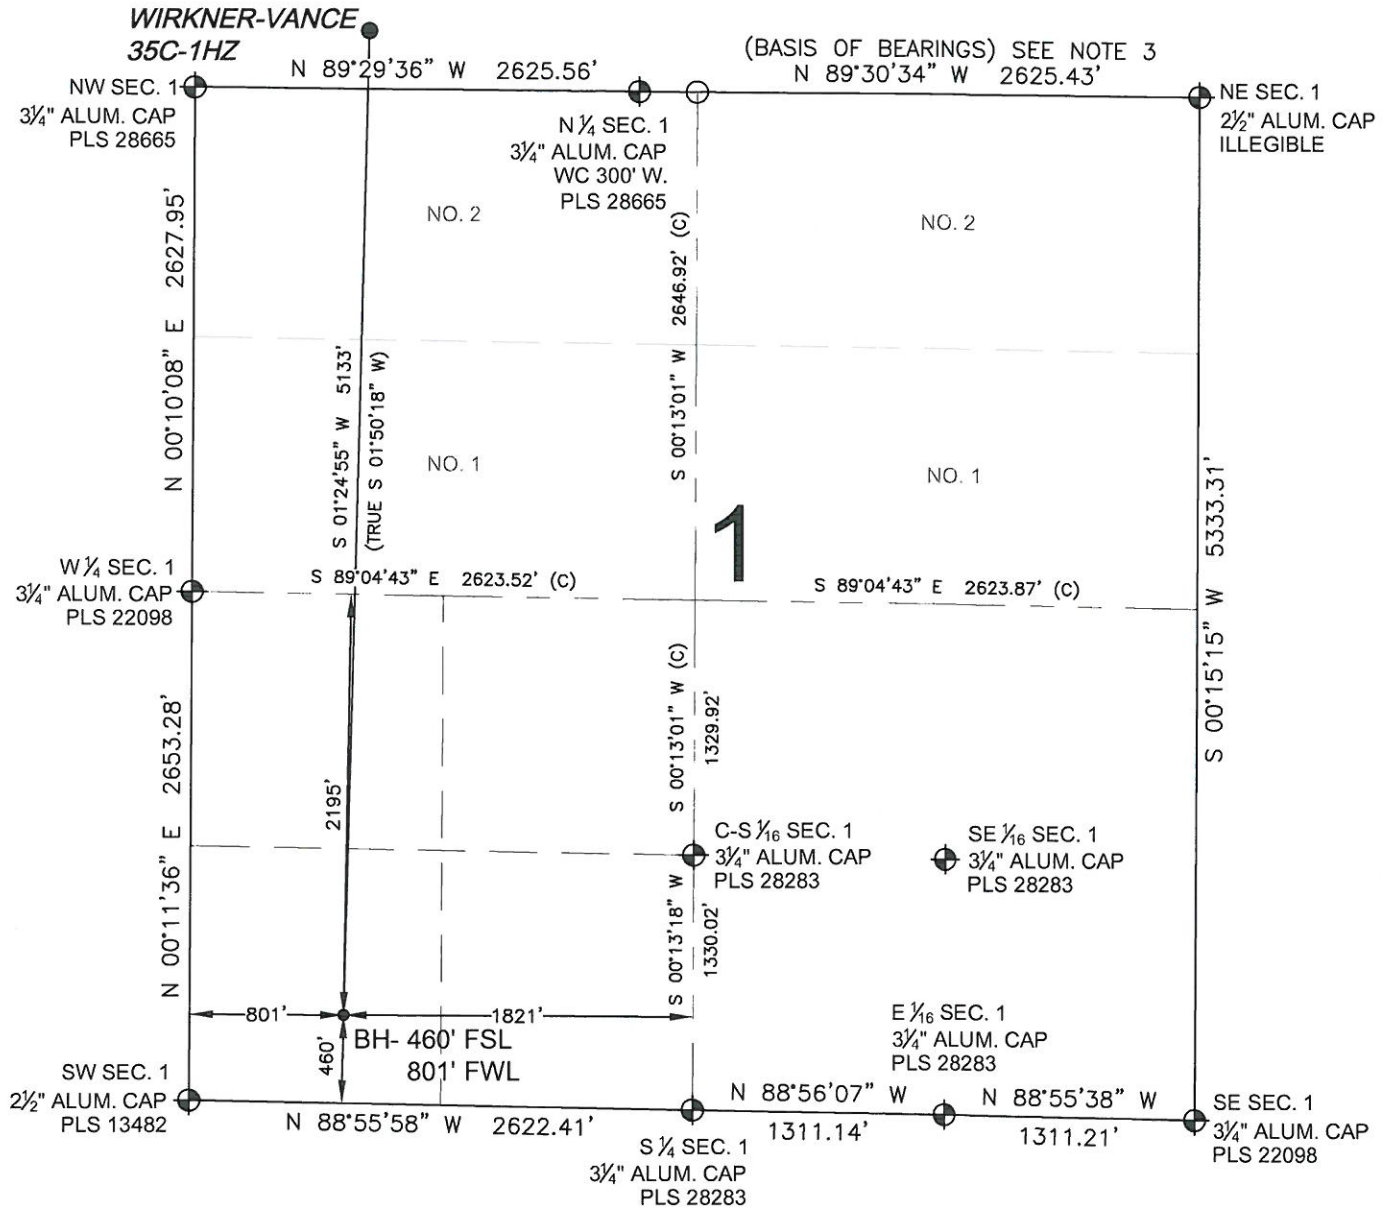 WIRKNER-VANCE
35C-1HZ
(BASIS OF BEARINGS) SEE NOTE 3
N 89°29'36" W 2625.56'
N 89°30'34" W 2625.43'
NW SEC. 1
3¼" ALUM. CAP
PLS 28665
N ¼ SEC. 1
3¼" ALUM. CAP
WC 300' W.
PLS 28665
NE SEC. 1
2½" ALUM. CAP
ILLEGIBLE
N 00°10'08" E 2627.95'
NO. 2
S 00°13'01" W 2646.92' (C)
NO. 2
S 01°24'55" W 5133'
(TRUE S 01°50'18" W)
NO. 1
NO. 1
1
S 00°15'15" W 5333.31'
W ¼ SEC. 1
3¼" ALUM. CAP
PLS 22098
S 89°04'43" E 2623.52' (C)
S 89°04'43" E 2623.87' (C)
N 00°11'36" E 2653.28'
2195'
S 00°13'01" W (C)
1329.92'
C-S 1⁄16 SEC. 1
3¼" ALUM. CAP
PLS 28283
SE 1⁄16 SEC. 1
3¼" ALUM. CAP
PLS 28283
S 00°13'18" W
1330.02'
801'
1821'
460'
BH- 460' FSL
801' FWL
E 1⁄16 SEC. 1
3¼" ALUM. CAP
PLS 28283
SW SEC. 1
2½" ALUM. CAP
PLS 13482
N 88°55'58" W 2622.41'
S ¼ SEC. 1
3¼" ALUM. CAP
PLS 28283
N 88°56'07" W
1311.14'
N 88°55'38" W
1311.21'
SE SEC. 1
3¼" ALUM. CAP
PLS 22098